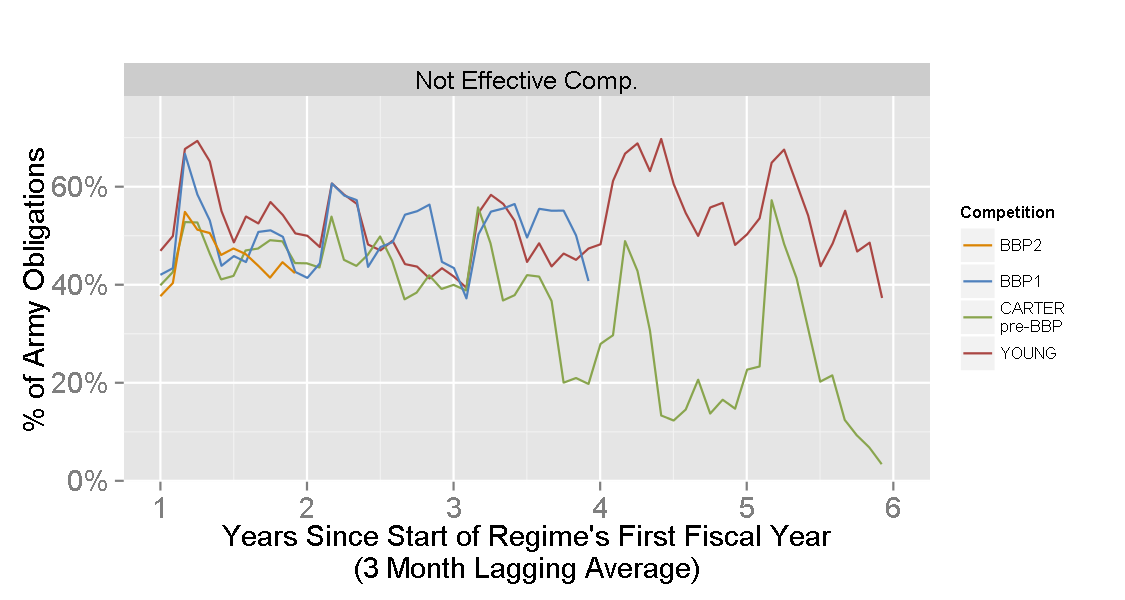 Not Effective Comp.
% of Army Obligations
60%
40%
20%
0%
1 2 3 4 5 6
Years Since Start of Regime's First Fiscal Year
(3 Month Lagging Average)
Competition
BBP2
BBP1
CARTER
pre-BBP
YOUNG